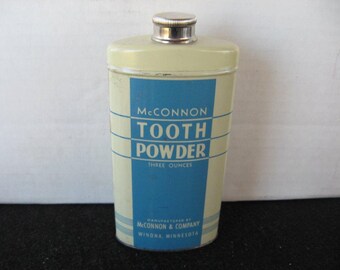 McCONNON
TOOTH
POWDER
THREE OUNCES
MANUFACTURED BY
McCONNON & COMPANY
WINONA, MINNESOTA